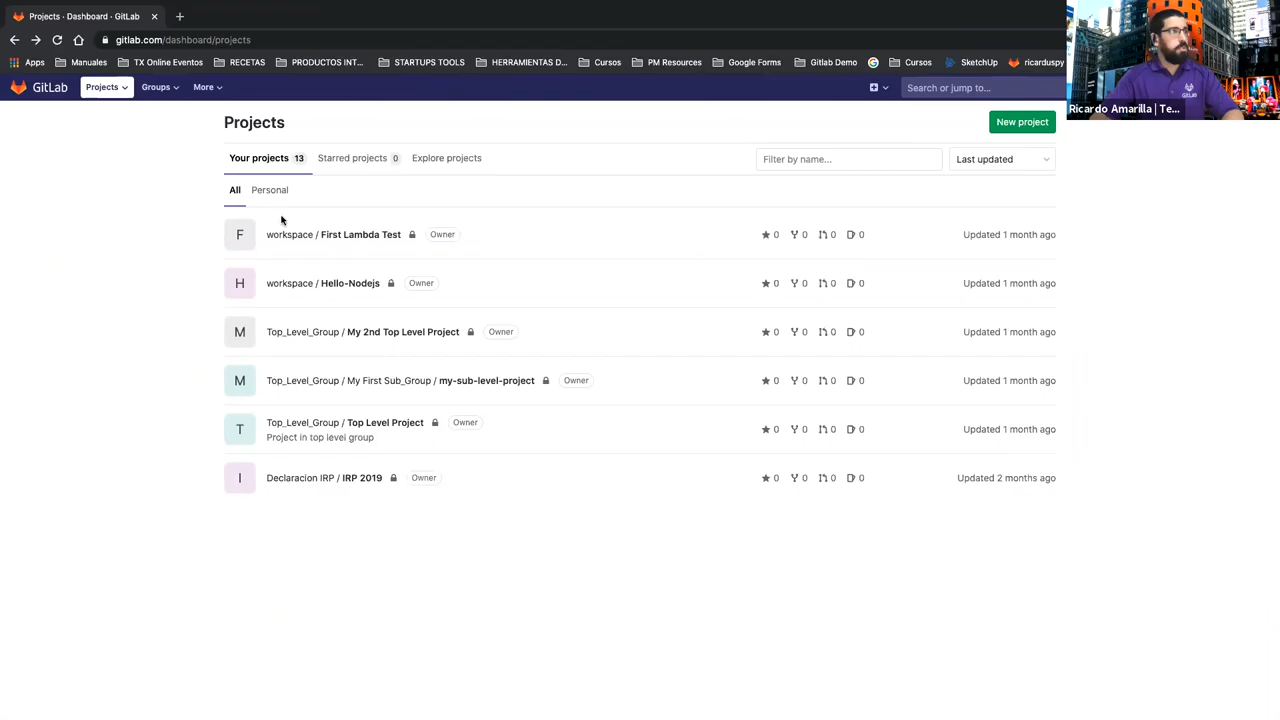 Projects · Dashboard · GitLab
gitlab.com/dashboard/projects
Apps Manuales TX Online Eventos RECETAS PRODUCTOS INT... STARTUPS TOOLS HERRAMIENTAS D... Cursos PM Resources Google Forms Gitlab Demo Cursos SketchUp ricarduspy
GitLab Projects Groups More Search or jump to...
GitLab
Ricardo Amarilla | Te...
Projects New project
Your projects 13 Starred projects 0 Explore projects Filter by name... Last updated
All Personal
F workspace / First Lambda Test Owner 0 0 0 0 Updated 1 month ago
H workspace / Hello-Nodejs Owner 0 0 0 0 Updated 1 month ago
M Top_Level_Group / My 2nd Top Level Project Owner 0 0 0 0 Updated 1 month ago
M Top_Level_Group / My First Sub_Group / my-sub-level-project Owner 0 0 0 0 Updated 1 month ago
T Top_Level_Group / Top Level Project Owner 0 0 0 0 Updated 1 month ago
Project in top level group
I Declaracion IRP / IRP 2019 Owner 0 0 0 0 Updated 2 months ago